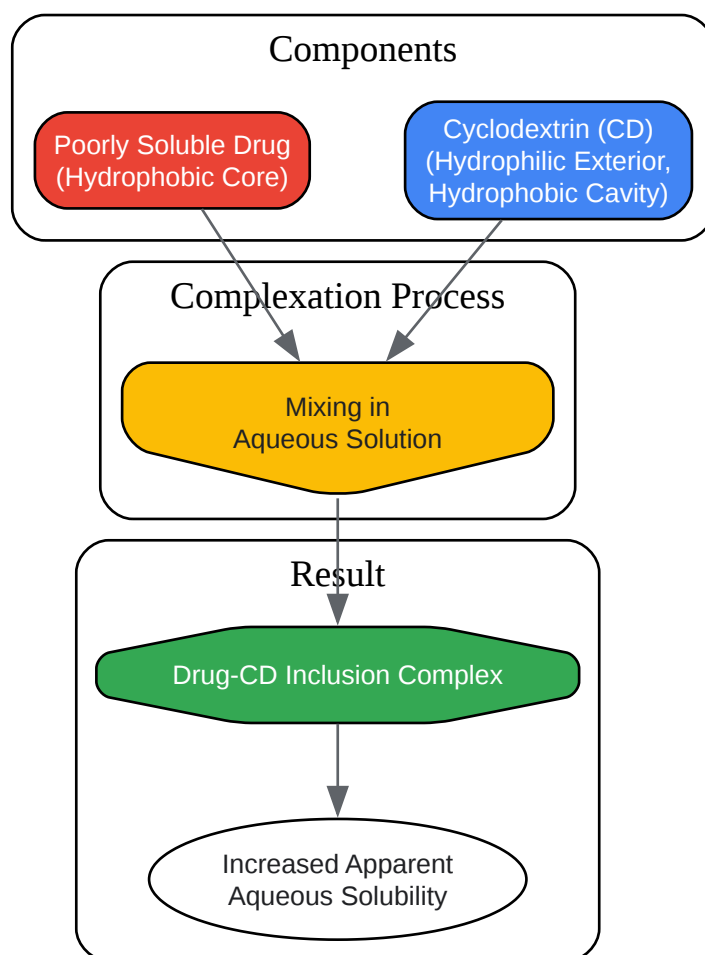 Components
Poorly Soluble Drug
(Hydrophobic Core)
Cyclodextrin (CD)
(Hydrophilic Exterior,
Hydrophobic Cavity)
Complexation Process
Mixing in
Aqueous Solution
Result
Drug-CD Inclusion Complex
Increased Apparent
Aqueous Solubility